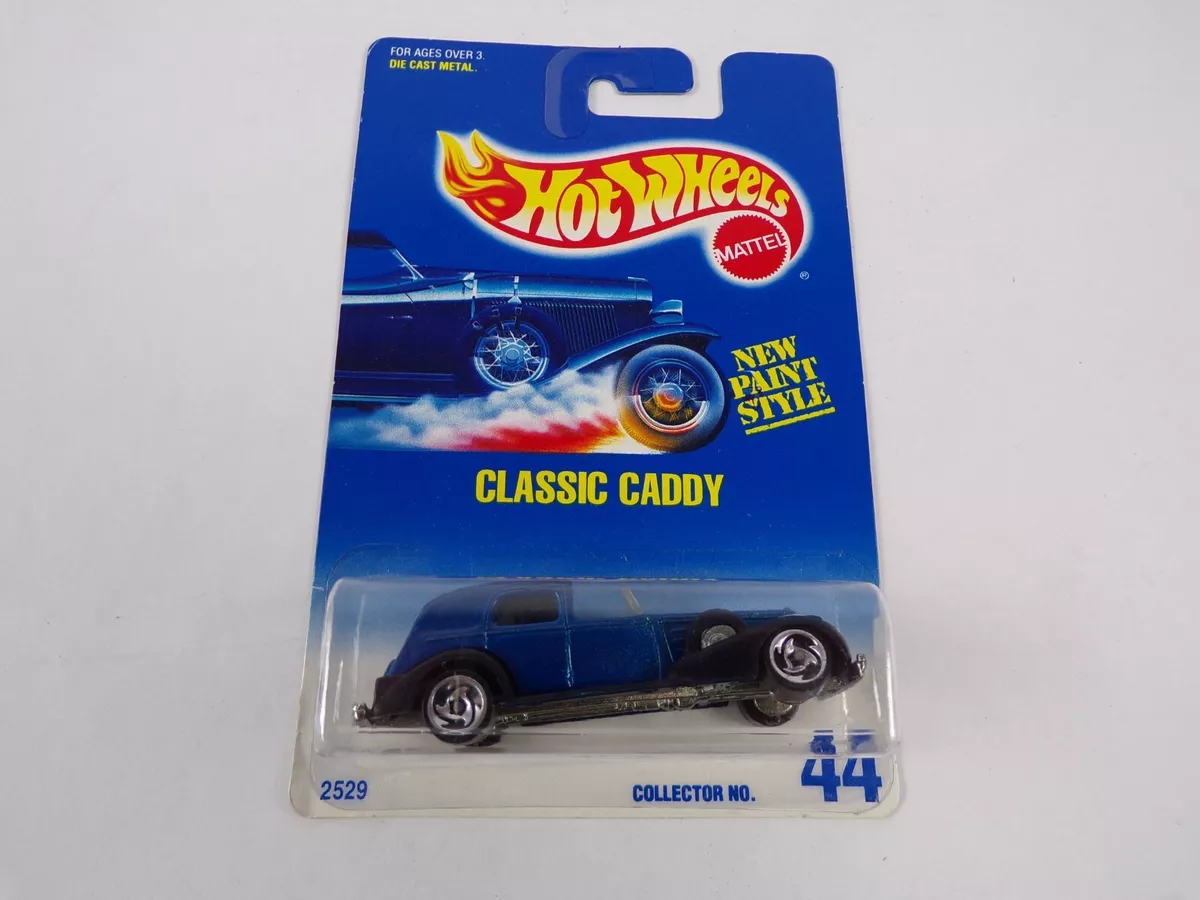 FOR AGES OVER 3.
DIE CAST METAL.
HOT WHEELS
MATTEL
®
NEW
PAINT
STYLE
CLASSIC CADDY
2529
COLLECTOR NO.
44